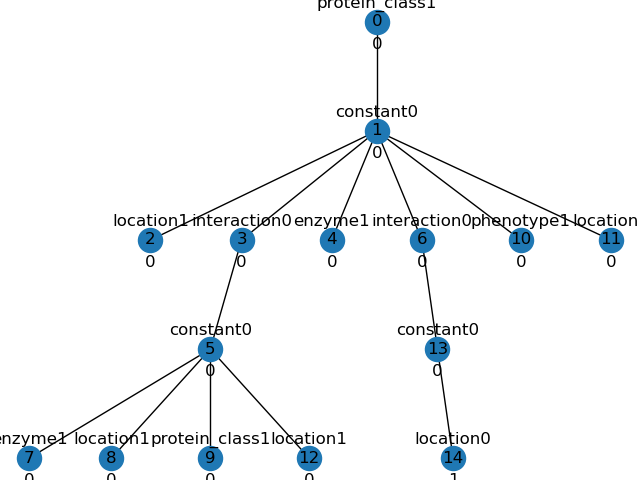 protein_class1
0
0
constant0
1
0
location1 interaction0 enzyme1 interaction0 phenotype1 location
2 3 4 6 10 11
0 0 0 0 0 0
constant0 constant0
5 13
0 0
enzyme1 location1 protein_class1 location1 location0
7 8 9 12 14
0 0 0 0 1